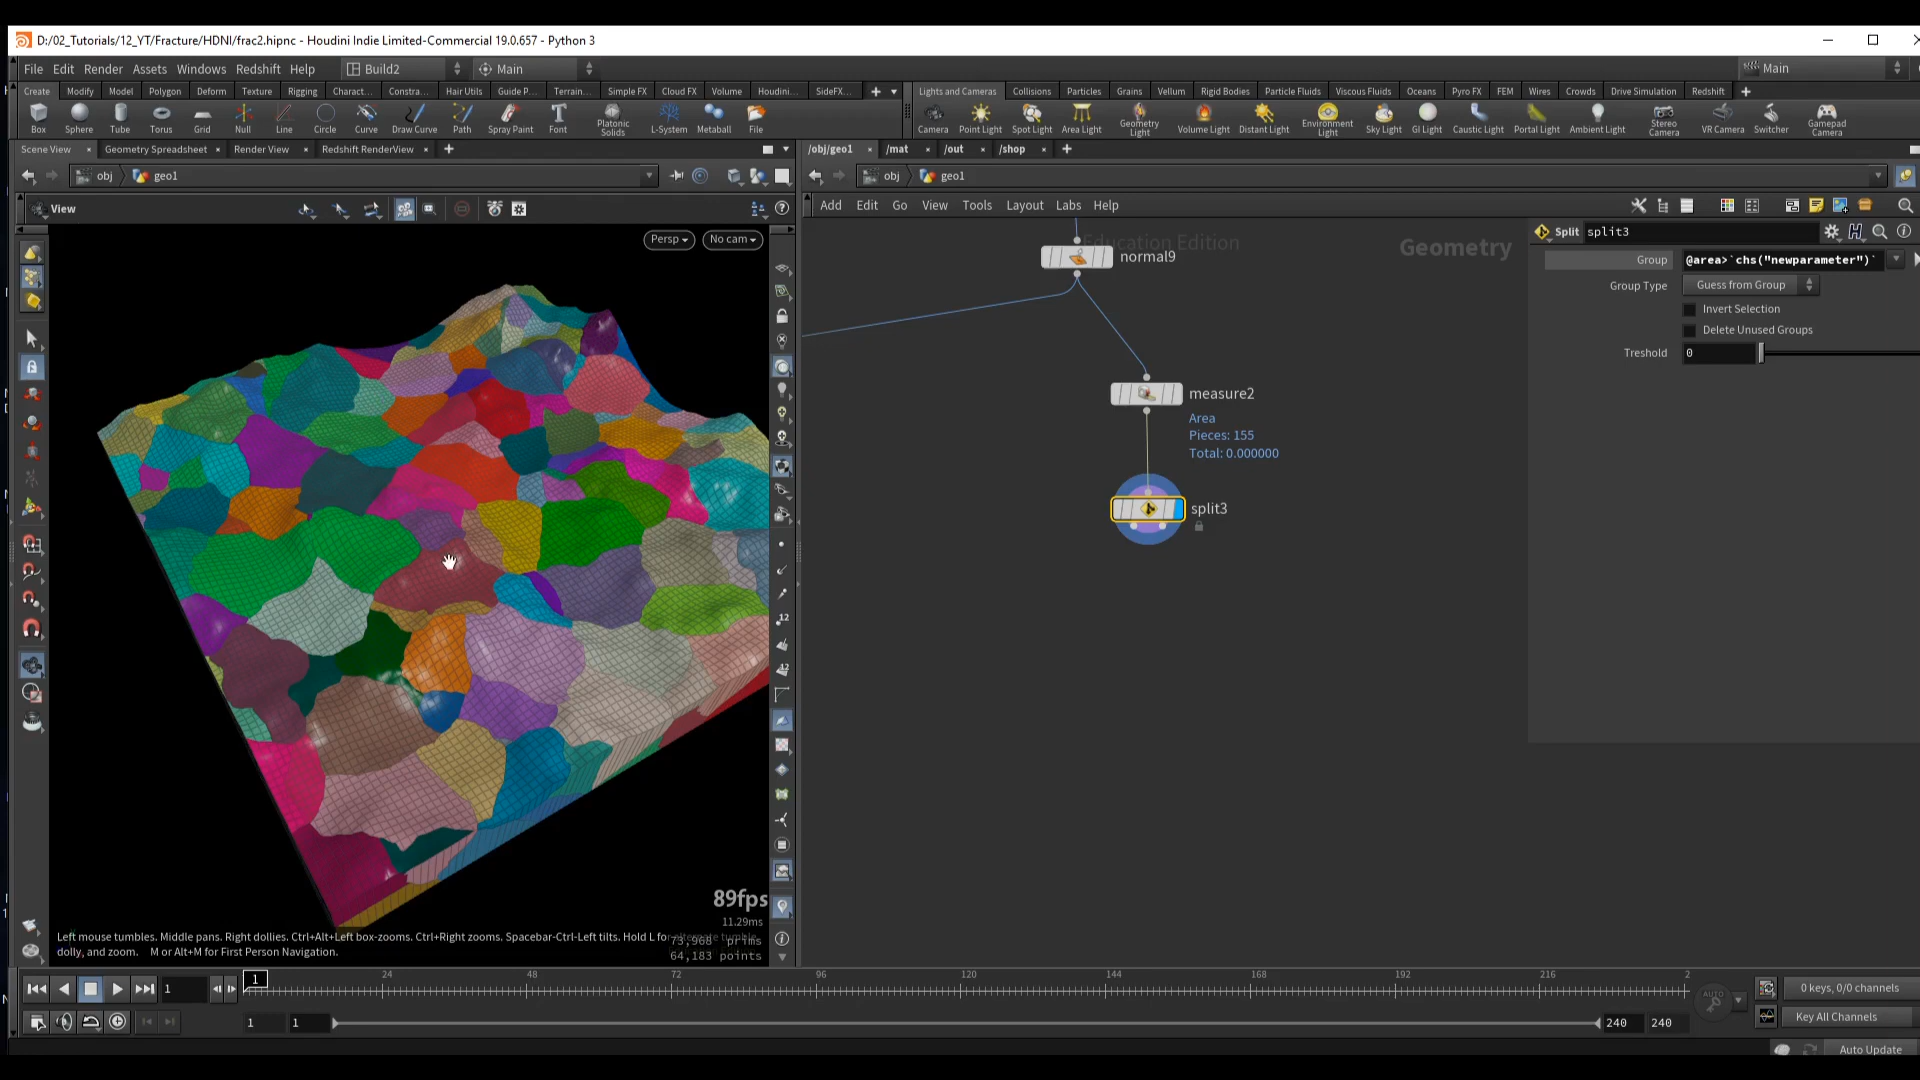 D:/02_Tutorials/12_YT/Fracture/HDNI/frac2.hipnc - Houdini Indie Limited-Commercial 19.0.657 - Python 3
File Edit Render Assets Windows Redshift Help Build2 Main Main
Create Modify Model Polygon Deform Texture Rigging Charact... Constra... Hair Utils Guide P... Terrain... Simple FX Cloud FX Volume Houdini... SideFX... Lights and Cameras Collisions Particles Grains Vellum Rigid Bodies Particle Fluids Viscous Fluids Oceans Pyro FX FEM Wires Crowds Drive Simulation Redshift
Box Sphere Tube Torus Grid Null Line Circle Curve Draw Curve Path Spray Paint Font Platonic Solids L-System Metaball File Camera Point Light Spot Light Area Light Geometry Light Volume Light Distant Light Environment Light Sky Light GI Light Caustic Light Portal Light Ambient Light Stereo Camera VR Camera Switcher Gamepad Camera
Scene View Geometry Spreadsheet Render View Redshift RenderView /obj/geo1 /mat /out /shop
obj geo1 obj geo1
View Add Edit Go View Tools Layout Labs Help
Persp No cam
Education Edition
Geometry
normal9
Split split3
Group @area>`chs("newparameter")`
Group Type Guess from Group
Invert Selection
Delete Unused Groups
Treshold 0
measure2
Area
Pieces: 155
Total: 0.000000
split3
12
12
89fps
11.29ms
Left mouse tumbles. Middle pans. Right dollies. Ctrl+Alt+Left box-zooms. Ctrl+Right zooms. Spacebar-Ctrl-Left tilts. Hold L for alternate tumble,
dolly, and zoom. M or Alt+M for First Person Navigation.
73,968 prims
64,183 points
1 1 24 48 72 96 120 144 168 192 216 2
AUTO
0 keys, 0/0 channels
1 1 240 240
Key All Channels
Auto Update